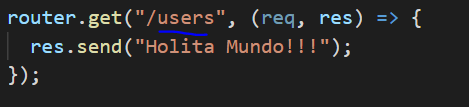 router.get("/users", (req, res) => {
  res.send("Holita Mundo!!!");
});